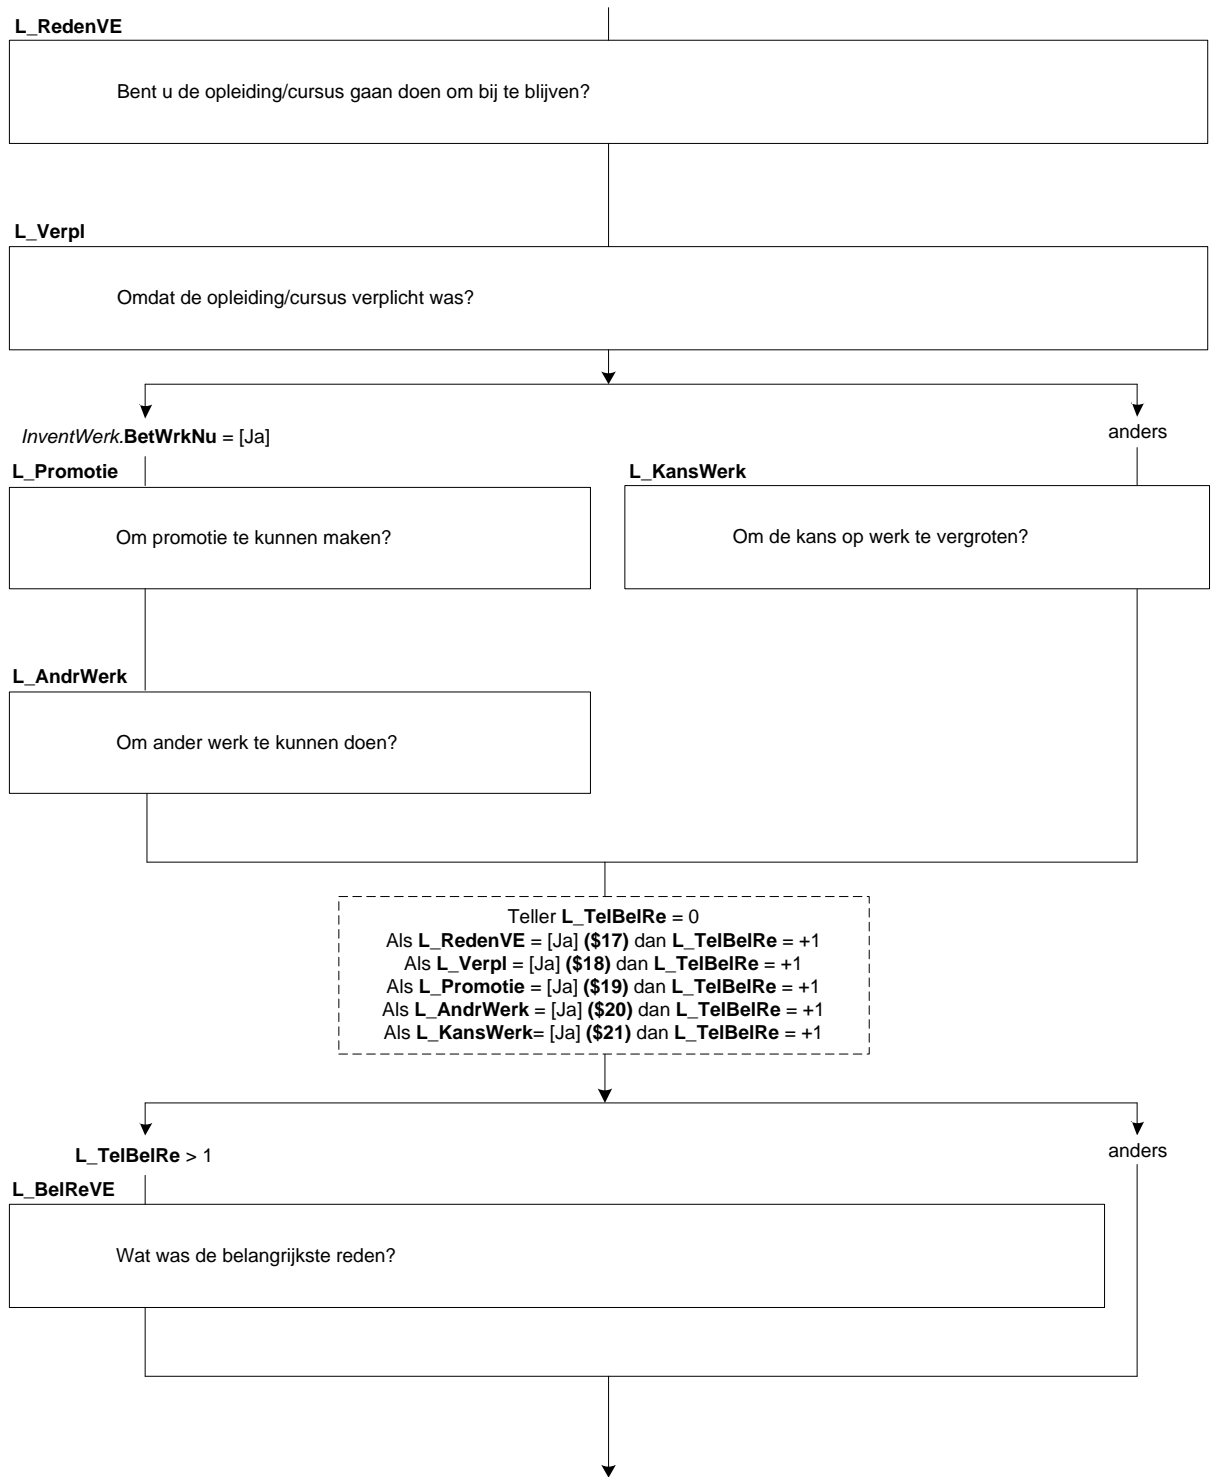 L_RedenVE
Bent u de opleiding/cursus gaan doen om bij te blijven?
L_Verpl
Omdat de opleiding/cursus verplicht was?
InventWerk.BetWrkNu = [Ja]
anders
L_Promotie
L_KansWerk
Om promotie te kunnen maken?
Om de kans op werk te vergroten?
L_AndrWerk
Om ander werk te kunnen doen?
Teller L_TelBelRe = 0
Als L_RedenVE = [Ja] ($17) dan L_TelBelRe = +1
Als L_Verpl = [Ja] ($18) dan L_TelBelRe = +1
Als L_Promotie = [Ja] ($19) dan L_TelBelRe = +1
Als L_AndrWerk = [Ja] ($20) dan L_TelBelRe = +1
Als L_KansWerk= [Ja] ($21) dan L_TelBelRe = +1
L_TelBelRe > 1
anders
L_BelReVE
Wat was de belangrijkste reden?